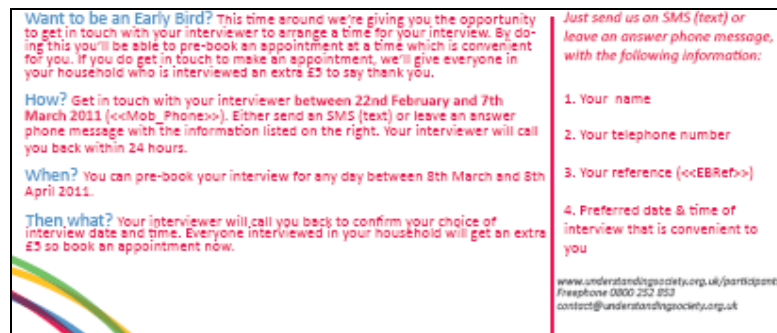 Want to be an Early Bird? This time around we're giving you the opportunity
to get in touch with your interviewer to arrange a time for your interview. By do-
ing this you'll be able to pre-book an appointment at a time which is convenient
for you. If you do get in touch to make an appointment, we'll give everyone in
your household who is interviewed an extra £5 to say thank you.
How? Get in touch with your interviewer between 22nd February and 7th
March 2011 (<<Mob_Phone>>). Either send an SMS (text) or leave an answer
phone message with the information listed on the right. Your interviewer will call
you back within 24 hours.
When? You can pre-book your interview for any day between 8th March and 8th
April 2011.
Then what? Your interviewer will call you back to confirm your choice of
interview date and time. Everyone interviewed in your household will get an extra
£5 so book an appointment now.
Just send us an SMS (text) or
leave an answer phone message,
with the following information:
1. Your name
2. Your telephone number
3. Your reference (<<EBRef>>)
4. Preferred date & time of
interview that is convenient to
you
www.understandingsociety.org.uk/participant
Freephone 0800 252 853
contact@understandingsociety.org.uk